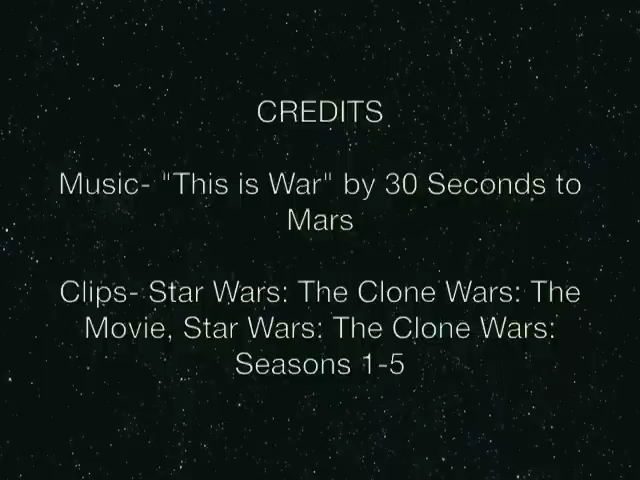 CREDITS
Music- "This is War" by 30 Seconds to
Mars
Clips- Star Wars: The Clone Wars: The
Movie, Star Wars: The Clone Wars:
Seasons 1-5